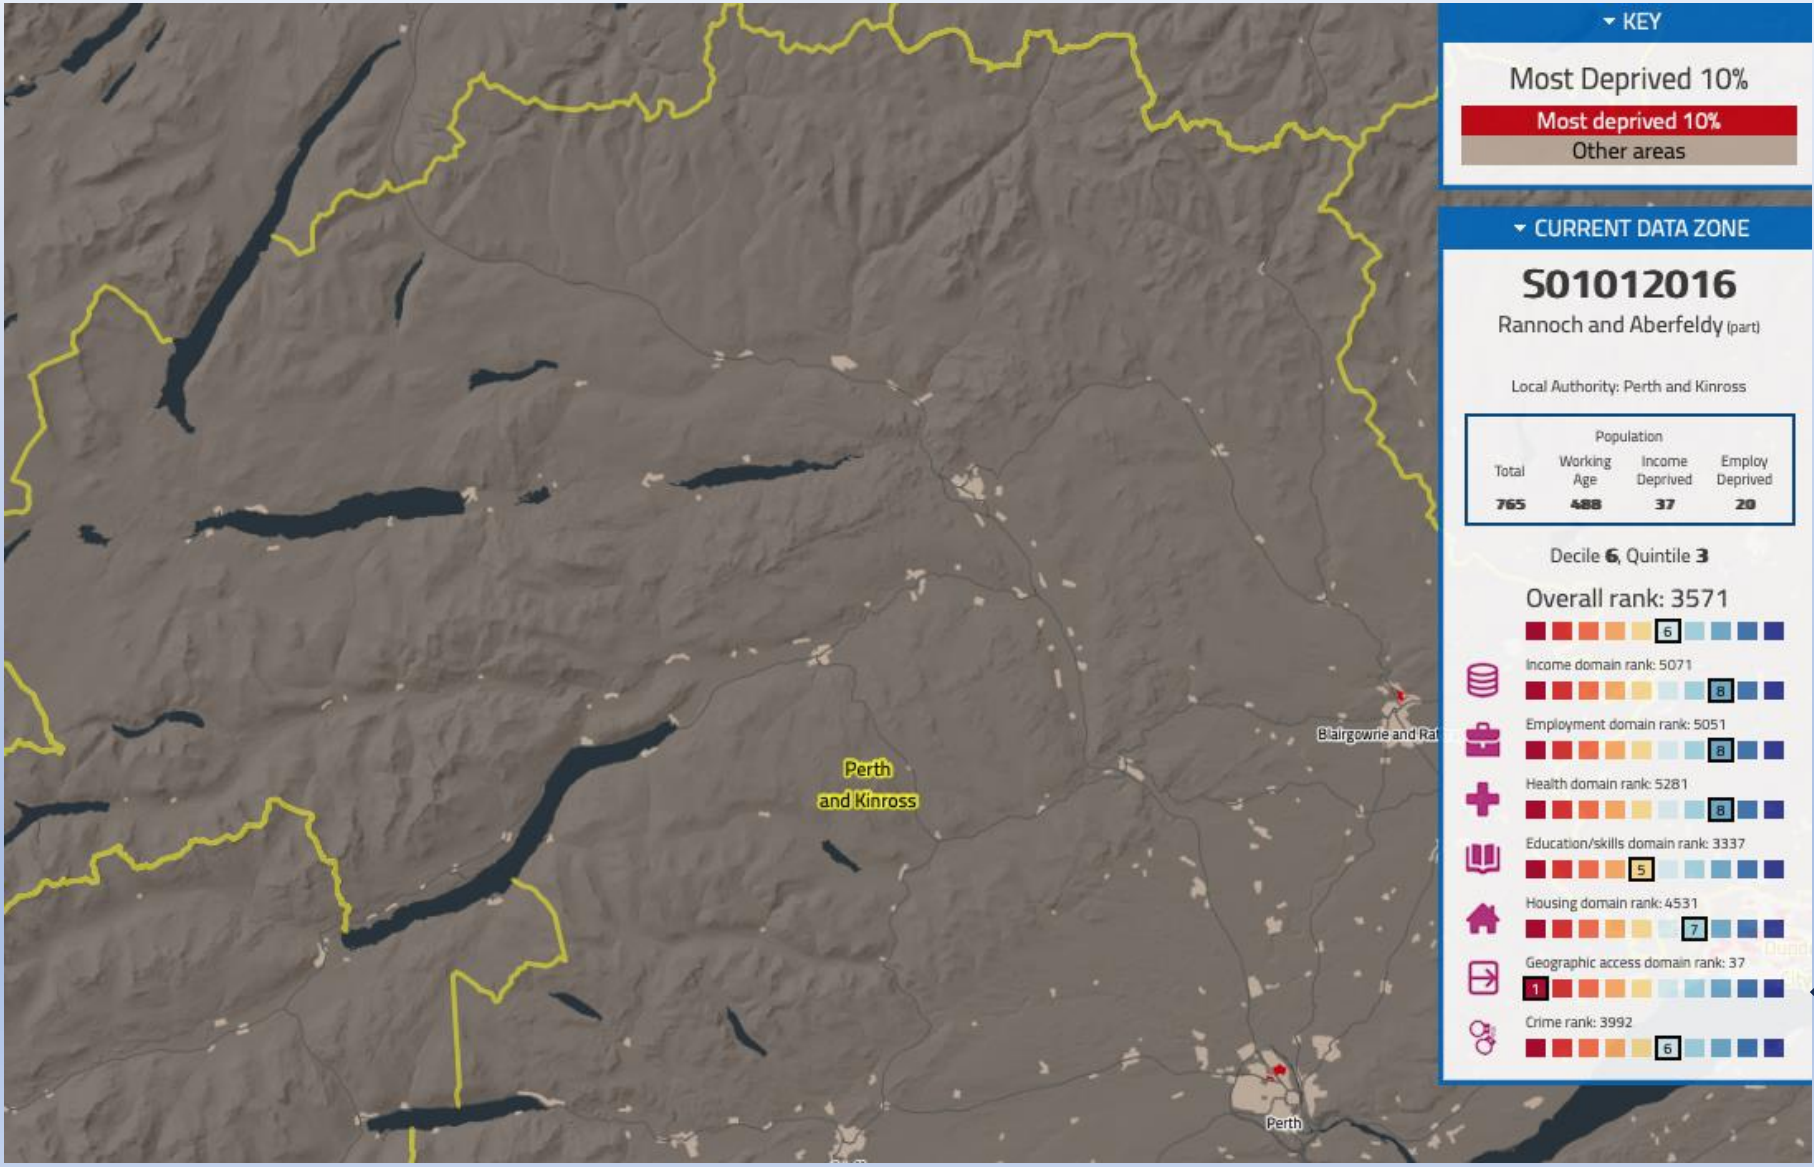 KEY
Most Deprived 10%
Most deprived 10%
Other areas
CURRENT DATA ZONE
S01012016
Rannoch and Aberfeldy (part)
Local Authority: Perth and Kinross
Population
Total Working Age Income Deprived Employ Deprived
765 488 37 20
Decile 6, Quintile 3
Overall rank: 3571
6
Income domain rank: 5071
8
Employment domain rank: 5051
8
Health domain rank: 5281
8
Education/skills domain rank: 3337
5
Housing domain rank: 4531
7
Geographic access domain rank: 37
1
Crime rank: 3992
6
Blairgowrie and Rat
Perth
and Kinross
Perth